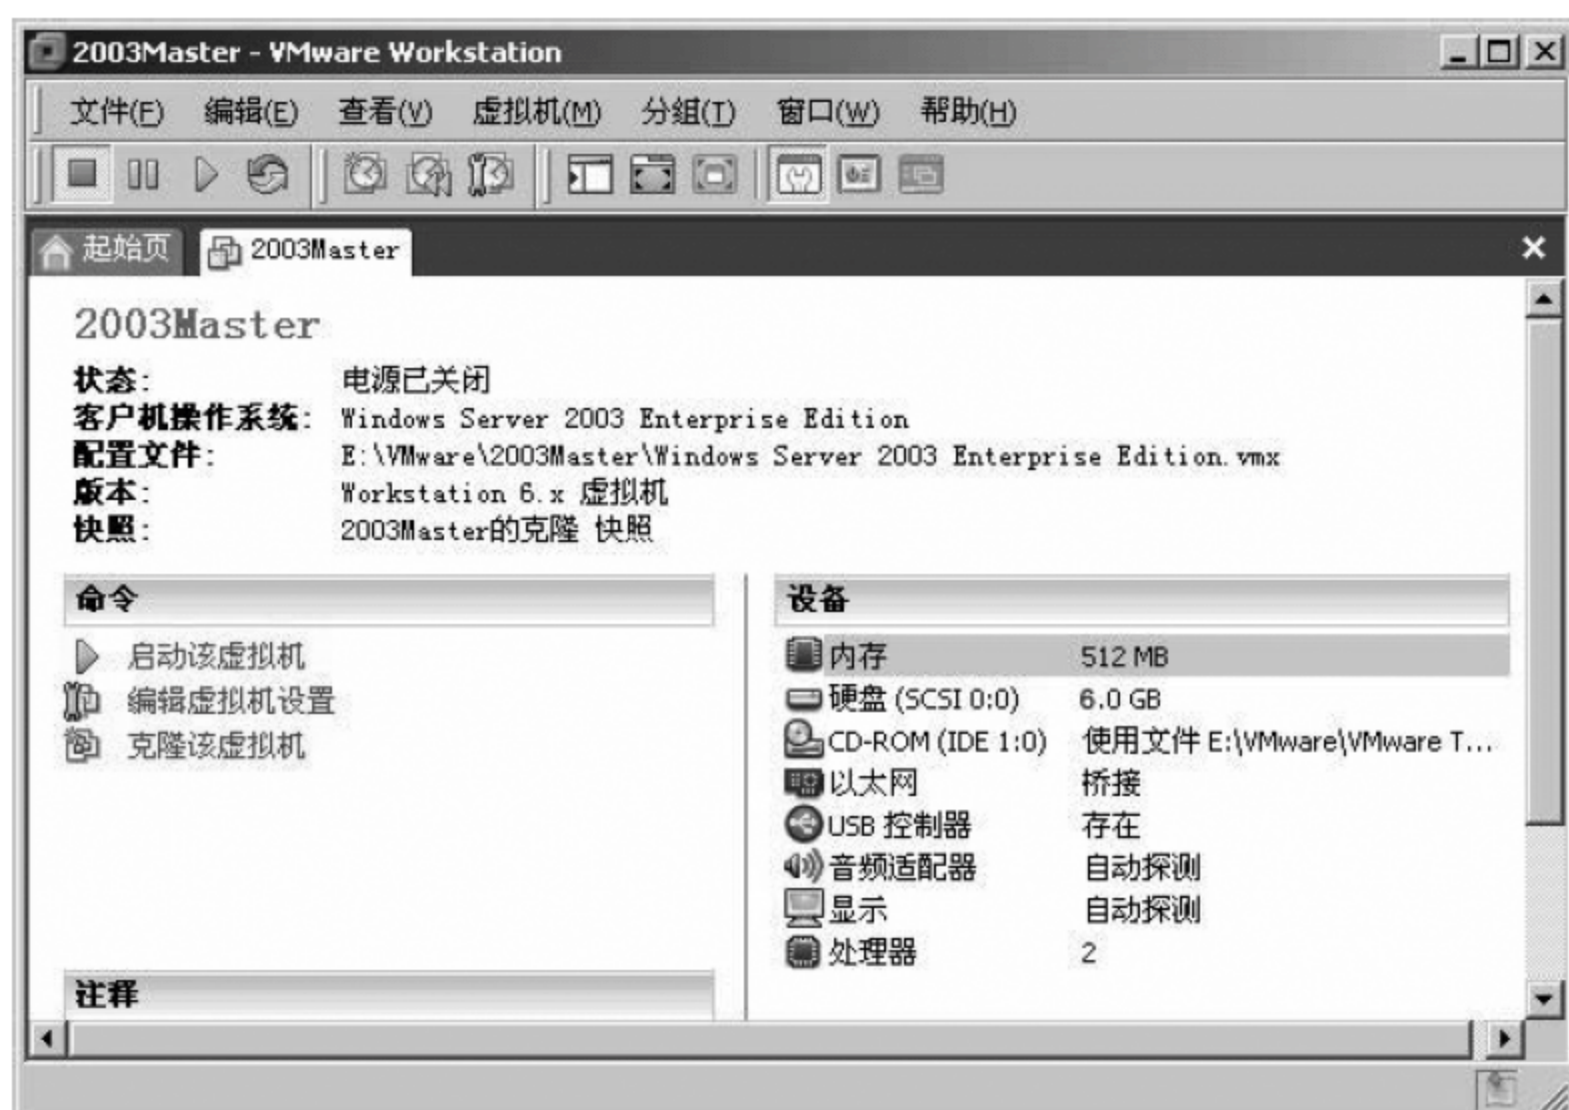 2003Master - VMware Workstation
文件(F) 编辑(E) 查看(V) 虚拟机(M) 分组(T) 窗口(W) 帮助(H)
起始页 2003Master
2003Master
状态: 电源已关闭
客户机操作系统: Windows Server 2003 Enterprise Edition
配置文件: E:\VMware\2003Master\Windows Server 2003 Enterprise Edition.vmx
版本: Workstation 6.x 虚拟机
快照: 2003Master的克隆 快照
命令
启动该虚拟机
编辑虚拟机设置
克隆该虚拟机
注释
设备
内存 512 MB
硬盘 (SCSI 0:0) 6.0 GB
CD-ROM (IDE 1:0) 使用文件 E:\VMware\VMware T...
以太网 桥接
USB 控制器 存在
音频适配器 自动探测
显示 自动探测
处理器 2